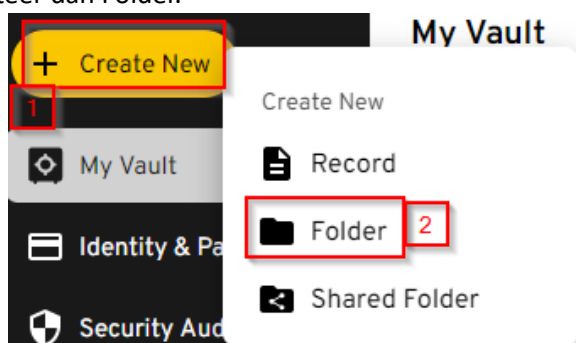 dan Folder.
My Vault
+ Create New
1
Create New
My Vault
Record
Folder
2
Identity & Pa
Shared Folder
Security Aud